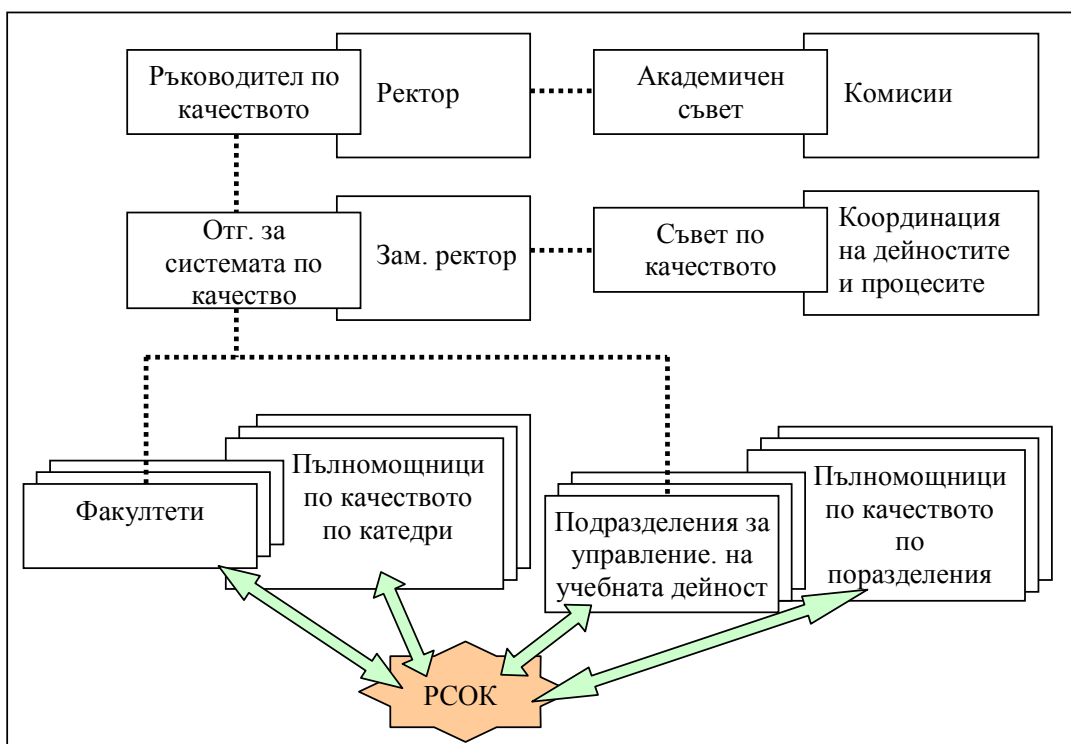 Ръководител по
качеството
Ректор
Академичен
съвет
Комисии
Отг. за
системата по
качество
Зам. ректор
Съвет по
качеството
Координация
на дейностите
и процесите
Факултети
Пълномощници
по качеството
по катедри
Подразделения за
управление. на
учебната дейност
Пълномощници
по качеството
по
поразделения
РСОК